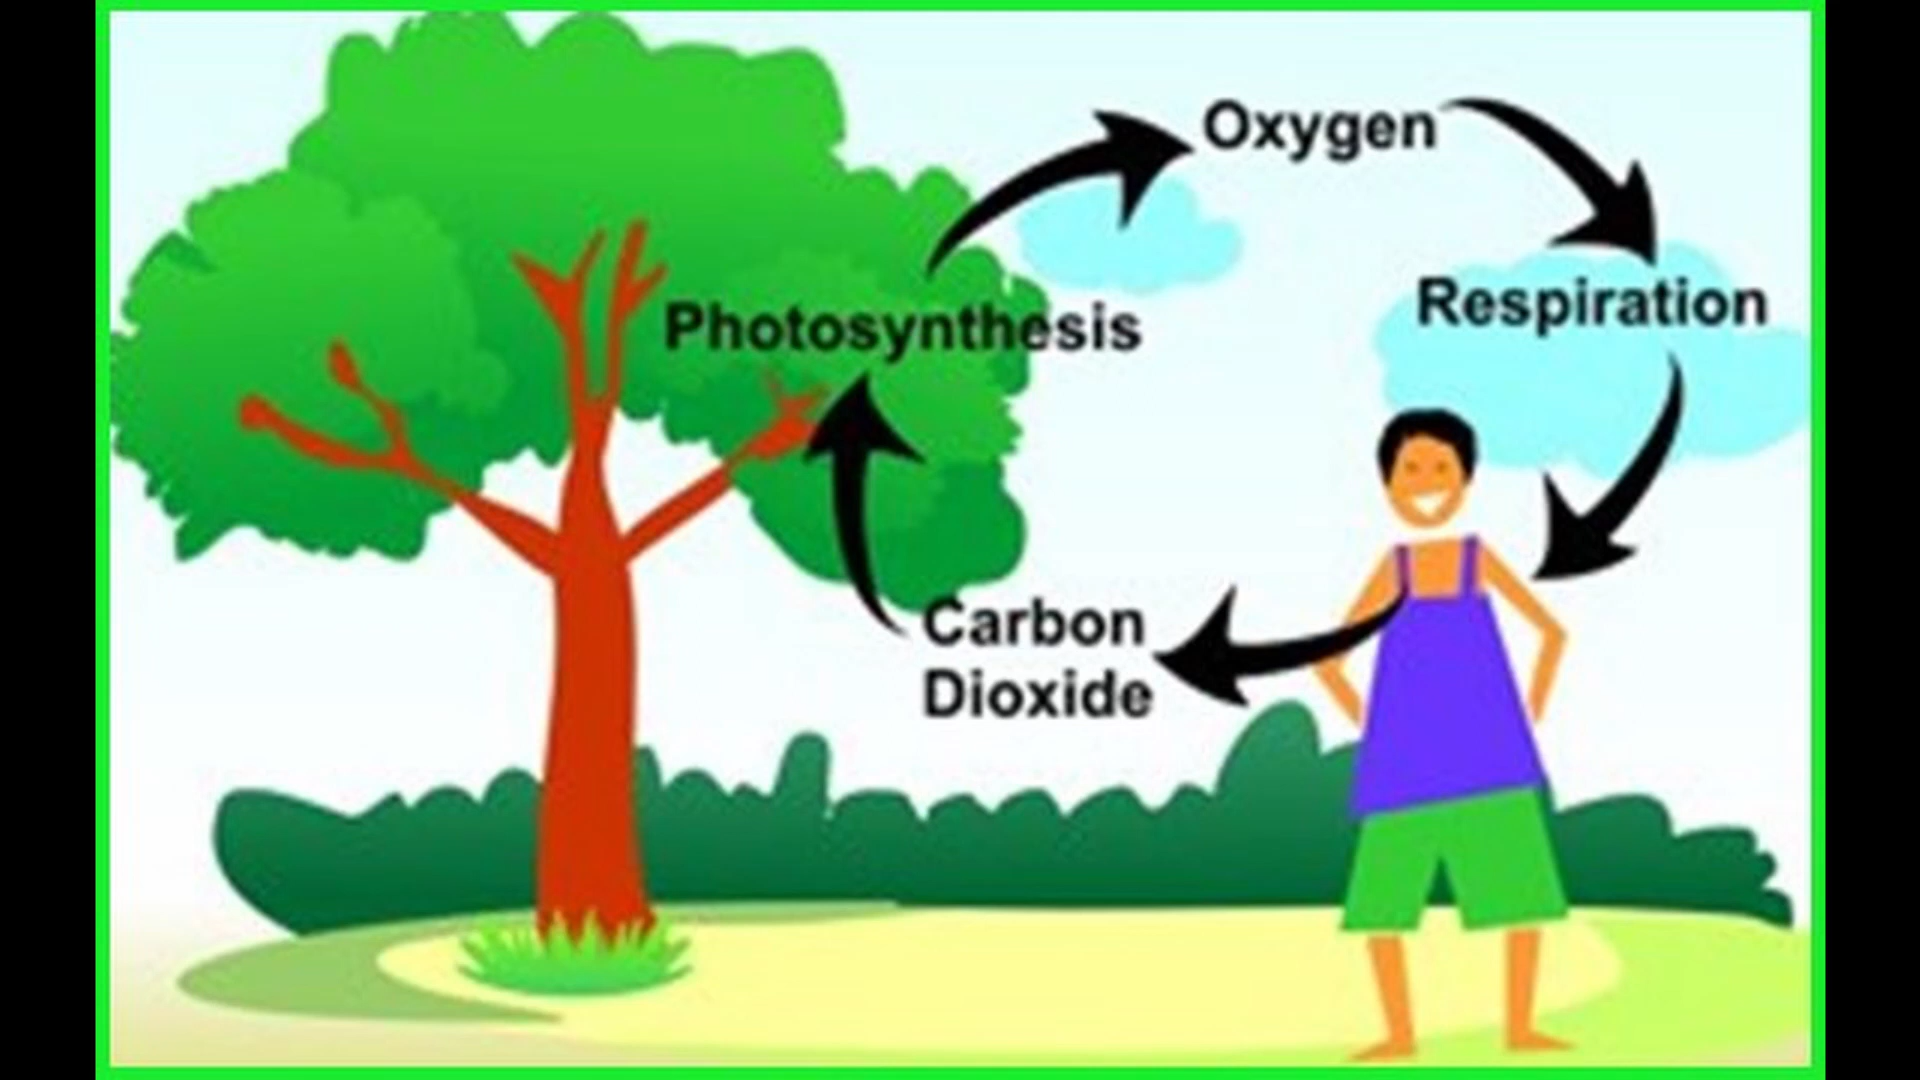 Oxygen
Respiration
Photosynthesis
Carbon
Dioxide